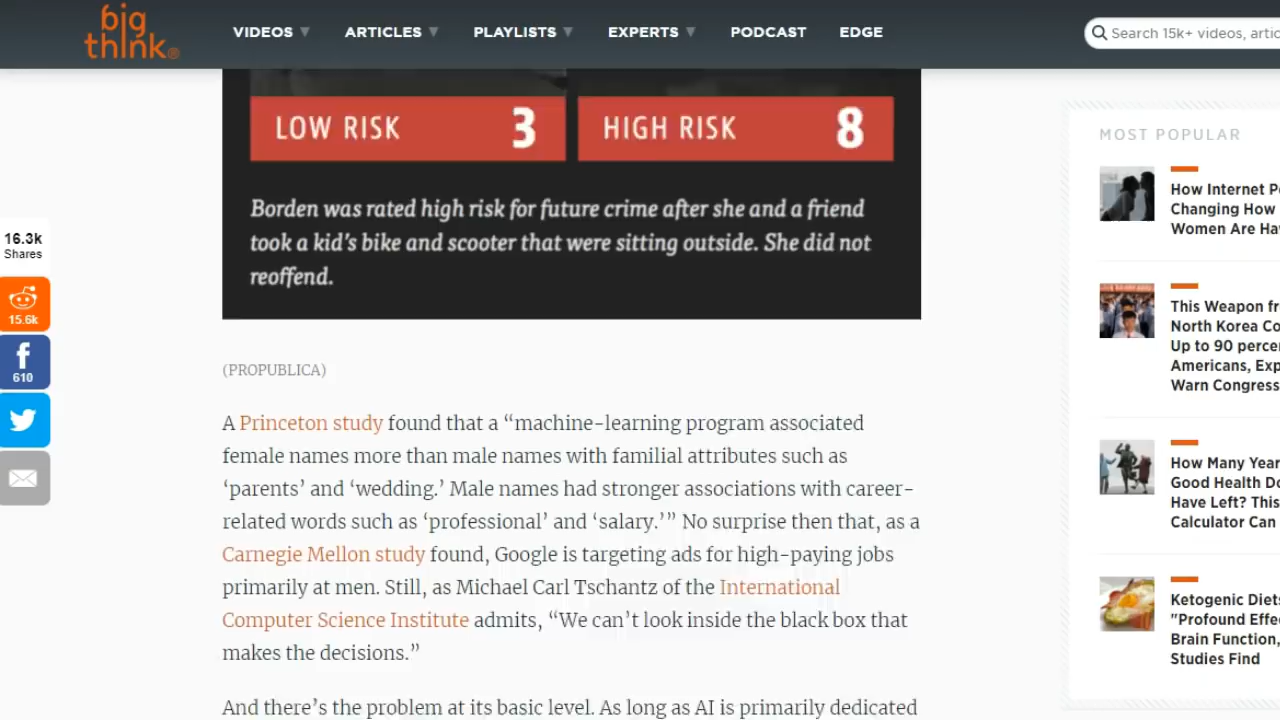 big think®
VIDEOS ARTICLES PLAYLISTS EXPERTS PODCAST EDGE
Search 15k+ videos, artic
LOW RISK 3 HIGH RISK 8
Borden was rated high risk for future crime after she and a friend
took a kid’s bike and scooter that were sitting outside. She did not
reoffend.
16.3k
Shares
15.6k
610
(PROPUBLICA)
A Princeton study found that a “machine-learning program associated
female names more than male names with familial attributes such as
‘parents’ and ‘wedding.’ Male names had stronger associations with career-
related words such as ‘professional’ and ‘salary.’” No surprise then that, as a
Carnegie Mellon study found, Google is targeting ads for high-paying jobs
primarily at men. Still, as Michael Carl Tschantz of the International
Computer Science Institute admits, “We can’t look inside the black box that
makes the decisions.”
And there’s the problem at its basic level. As long as AI is primarily dedicated
MOST POPULAR
How Internet Po
Changing How
Women Are Hav
This Weapon fr
North Korea Co
Up to 90 percen
Americans, Exp
Warn Congress
How Many Year
Good Health Do
Have Left? This
Calculator Can
Ketogenic Diets
"Profound Effec
Brain Function,
Studies Find